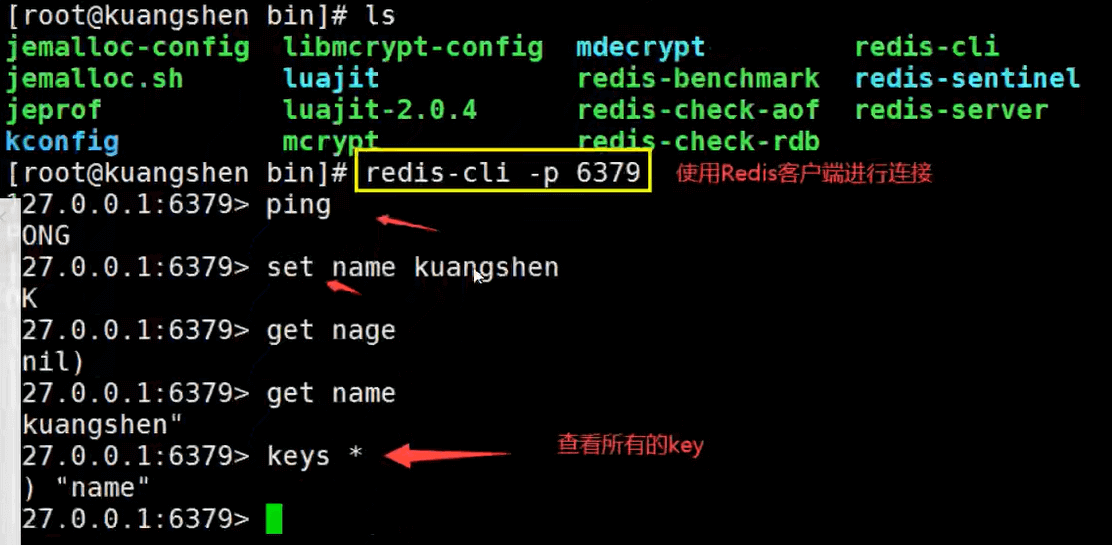 [root@kuangshen bin]# ls
jemalloc-config libmcrypt-config mdecrypt redis-cli
jemalloc.sh luajit redis-benchmark redis-sentinel
jeprof luajit-2.0.4 redis-check-aof redis-server
kconfig mcrypt redis-check-rdb
[root@kuangshen bin]# redis-cli -p 6379 使用Redis客户端进行连接
127.0.0.1:6379> ping
ONG
27.0.0.1:6379> set name kuangshen
K
27.0.0.1:6379> get nage
nil)
27.0.0.1:6379> get name
kuangshen"
27.0.0.1:6379> keys * 查看所有的key
) "name"
27.0.0.1:6379>